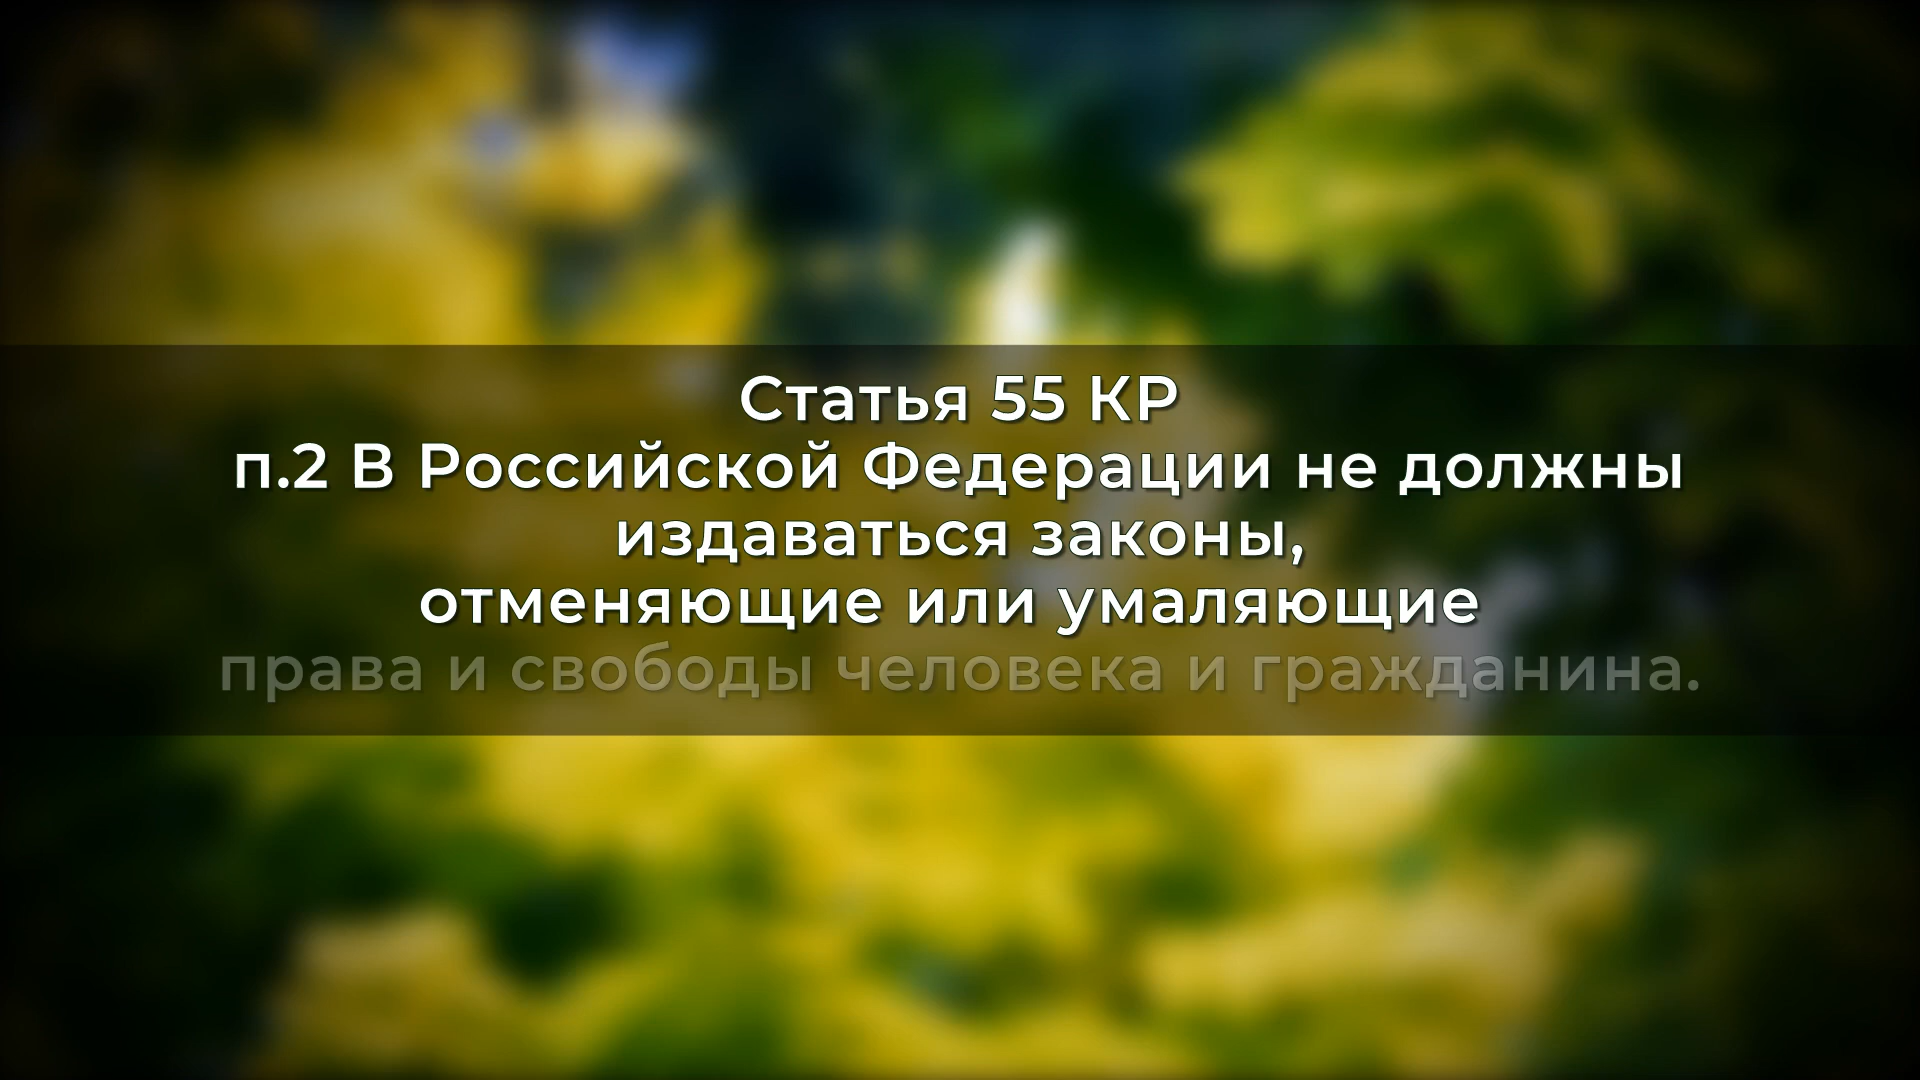 Статья 55 КР
п.2 В Российской Федерации не должны
издаваться законы,
отменяющие или умаляющие
права и свободы человека и гражданина.